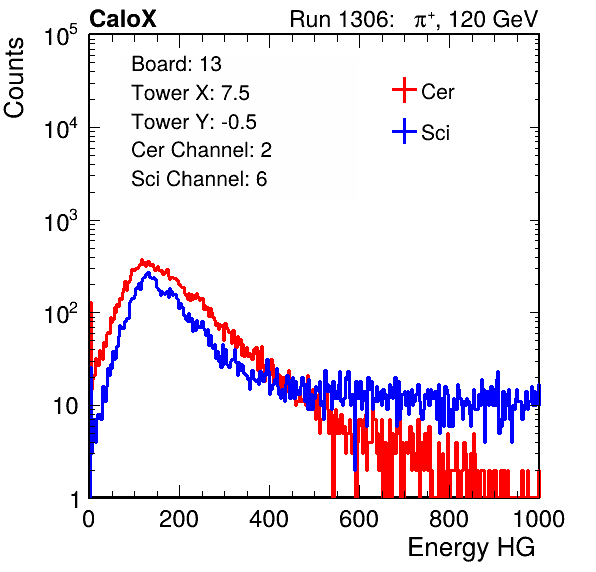 CaloX Run 1306: π⁺, 120 GeV
Counts
Board: 13
Tower X: 7.5
Tower Y: -0.5
Cer Channel: 2
Sci Channel: 6
Cer
Sci
10⁵
10⁴
10³
10²
10
1
0 200 400 600 800 1000
Energy HG